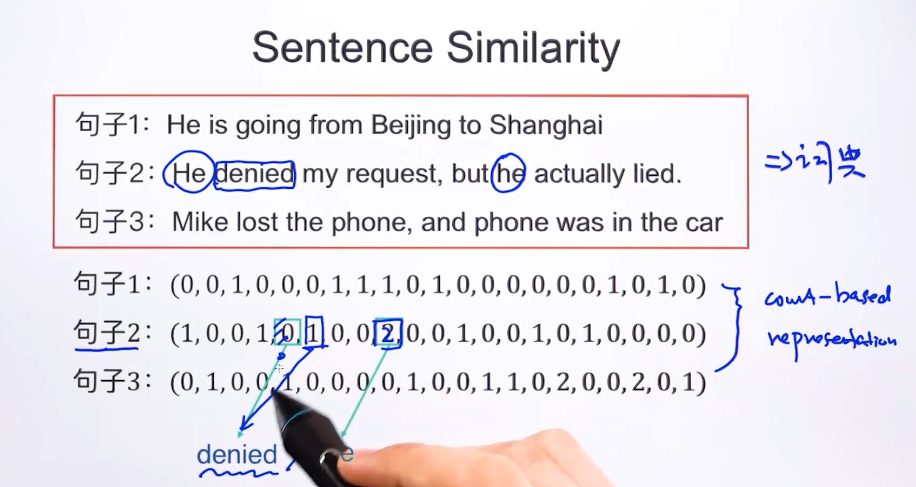 Sentence Similarity
句子1: He is going from Beijing to Shanghai
句子2: He denied my request, but he actually lied.
=>词典
句子3: Mike lost the phone, and phone was in the car
句子1: (0, 0, 1, 0, 0, 0, 1, 1, 1, 0, 1, 0, 0, 0, 0, 0, 0, 1, 0, 1, 0)
count-based
句子2: (1, 0, 0, 1, 0, 1, 0, 0, 2, 0, 0, 1, 0, 0, 1, 0, 1, 0, 0, 0, 0)
representation
句子3: (0, 1, 0, 0, 1, 0, 0, 0, 0, 1, 0, 0, 1, 1, 0, 2, 0, 0, 2, 0, 1)
denied